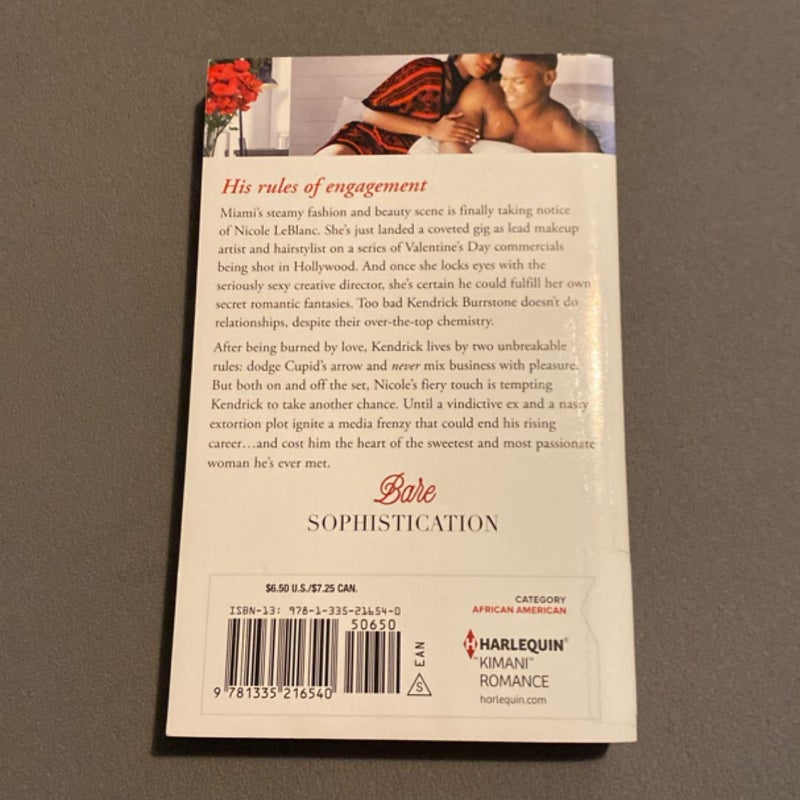 His rules of engagement
Miami's steamy fashion and beauty scene is finally taking notice
of Nicole LeBlanc. She's just landed a coveted gig as lead makeup
artist and hairstylist on a series of Valentine's Day commercials
being shot in Hollywood. And once she locks eyes with the
seriously sexy creative director, she's certain he could fulfill her own
secret romantic fantasies. Too bad Kendrick Burrstone doesn't do
relationships, despite their over-the-top chemistry.
After being burned by love, Kendrick lives by two unbreakable
rules: dodge Cupid's arrow and never mix business with pleasure.
But both on and off the set, Nicole's fiery touch is tempting
Kendrick to take another chance. Until a vindictive ex and a nasty
extortion plot ignite a media frenzy that could end his rising
career…and cost him the heart of the sweetest and most passionate
woman he's ever met.
Bare
SOPHISTICATION
$6.50 U.S./$7.25 CAN.
ISBN-13: 978-1-335-21654-0
50650
9 781335 216540
EAN
S
CATEGORY
AFRICAN AMERICAN
H HARLEQUIN®
™KIMANI™
ROMANCE
harlequin.com